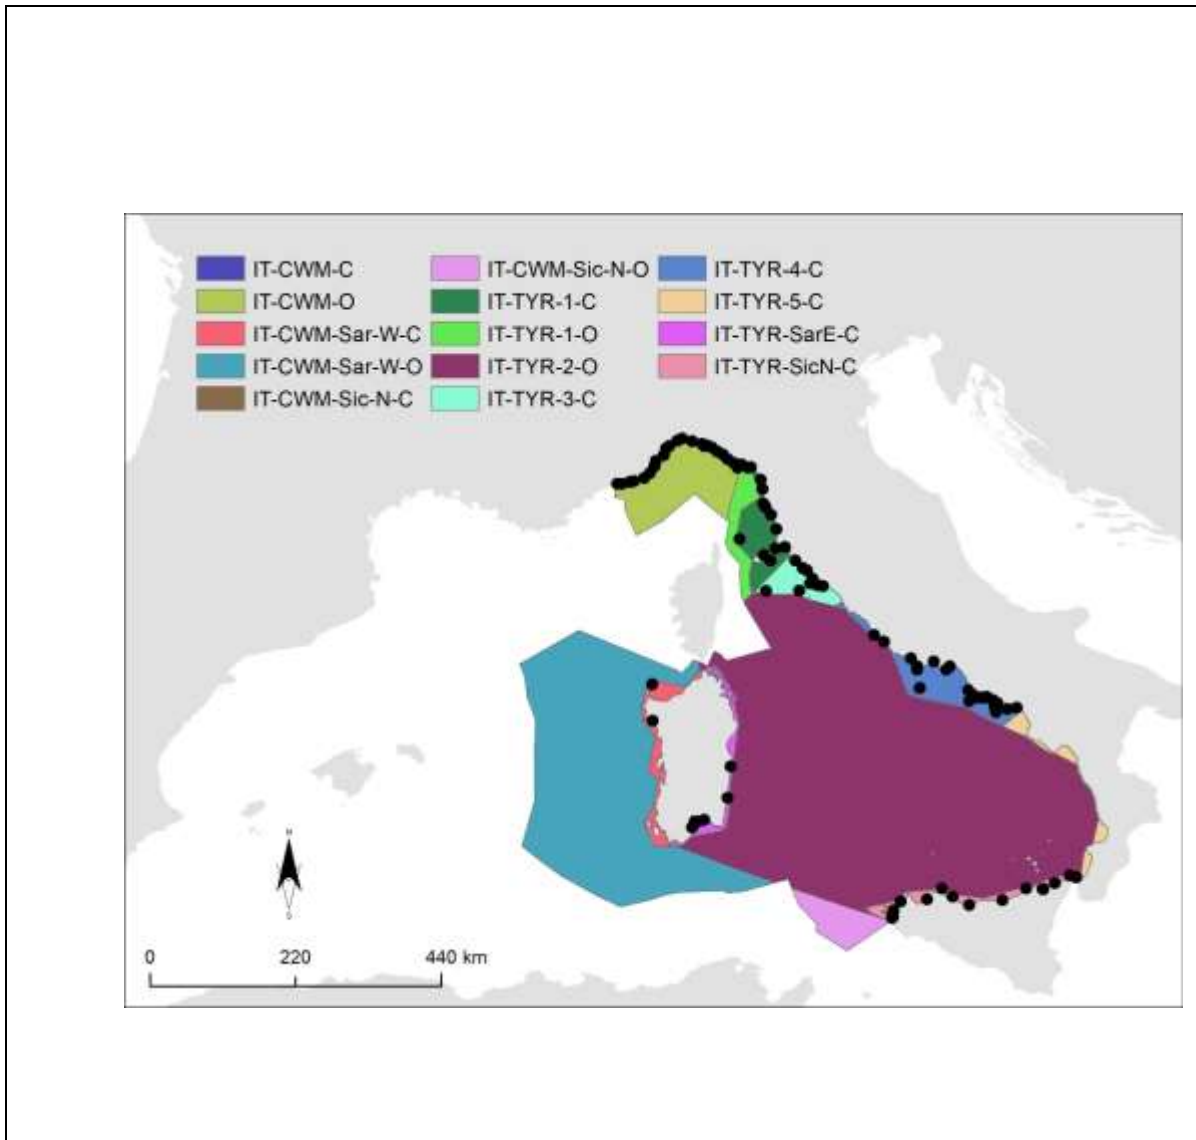 IT-CWM-C
IT-CWM-O
IT-CWM-Sar-W-C
IT-CWM-Sar-W-O
IT-CWM-Sic-N-C
IT-CWM-Sic-N-O
IT-TYR-1-C
IT-TYR-1-O
IT-TYR-2-O
IT-TYR-3-C
IT-TYR-4-C
IT-TYR-5-C
IT-TYR-SarE-C
IT-TYR-SicN-C
N
S
0 220 440 km